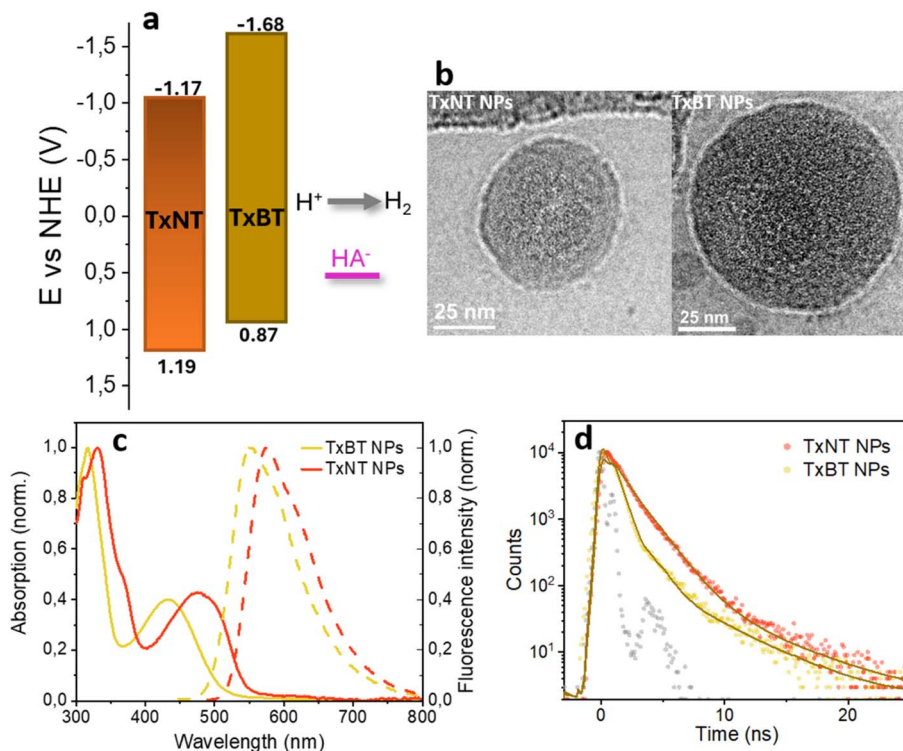 a
-1.68
-1,5
-1.17
-1,0
-0,5
E vs NHE (V)
0,0
TxNT
TxBT
H⁺
H₂
HA⁻
0,5
1,0
0.87
1.19
1,5
b
TxNT NPs
TxBT NPs
25 nm
25 nm
c
1,0
0,8
0,6
0,4
0,2
0,0
Absorption (norm.)
TxBT NPs
TxNT NPs
1,0
0,8
0,6
0,4
0,2
0,0
Fluorescence intensity (norm.)
300
400
500
600
700
800
Wavelength (nm)
d
TxNT NPs
TxBT NPs
10⁴
10³
10²
10¹
Counts
0
10
20
Time (ns)